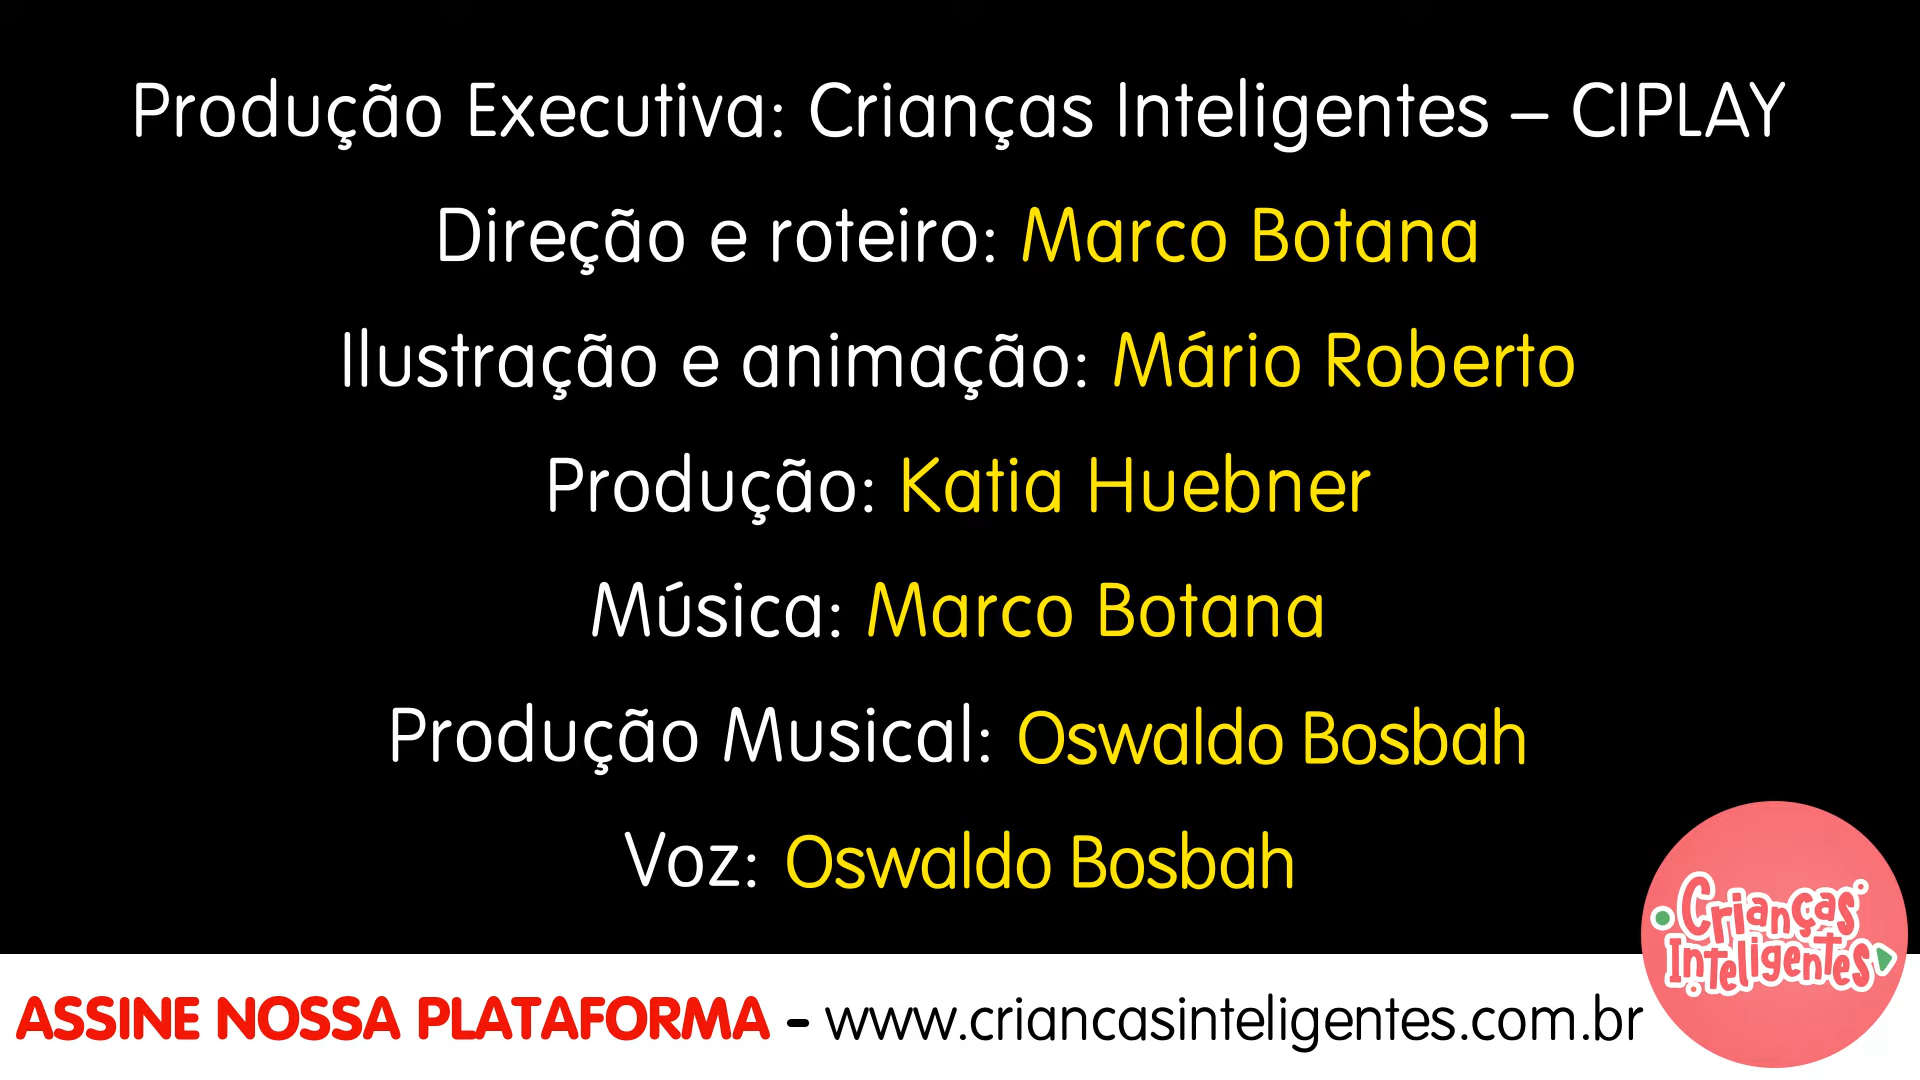 Produção Executiva: Crianças Inteligentes – CIPLAY
Direção e roteiro: Marco Botana
Ilustração e animação: Mário Roberto
Produção: Katia Huebner
Música: Marco Botana
Produção Musical: Oswaldo Bosbah
Voz: Oswaldo Bosbah
Crianças
Inteligentes
ASSINE NOSSA PLATAFORMA - www.criancasinteligentes.com.br